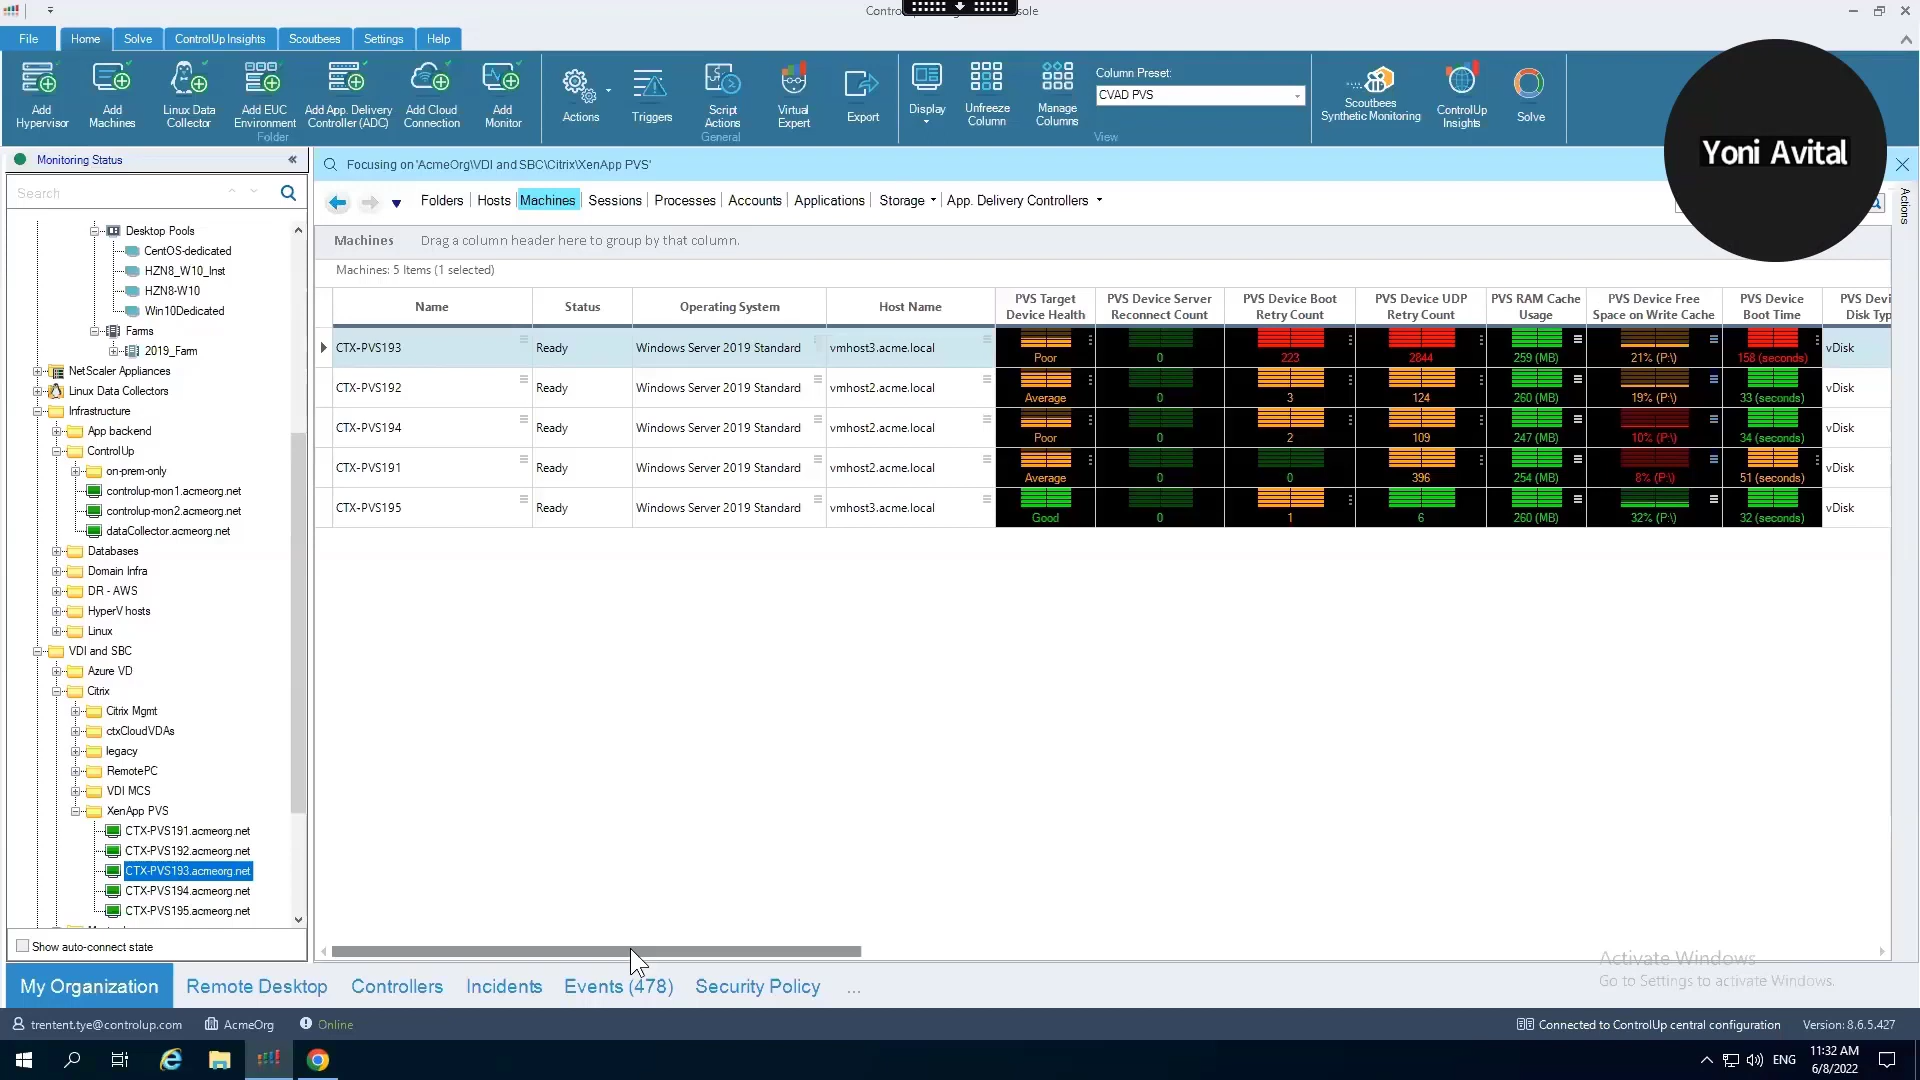 Contro
sole
File
Home
Solve
ControlUp Insights
Scoutbees
Settings
Help
Add Hypervisor
Add Machines
Linux Data Collector
Add EUC Environment
Add App. Delivery Controller (ADC)
Add Cloud Connection
Add Monitor
Folder
Actions
Triggers
Script Actions
Virtual Expert
Export
General
Display
Unfreeze Column
Manage Columns
Column Preset:
CVAD PVS
View
Scoutbees Synthetic Monitoring
ControlUp Insights
Solve
Yoni Avital
Monitoring Status
Search
Desktop Pools
CentOS-dedicated
HZN8_W10_Inst
HZN8-W10
Win10Dedicated
Farms
2019_Farm
NetScaler Appliances
Linux Data Collectors
Infrastructure
App backend
ControlUp
on-prem-only
controlup-mon1.acmeorg.net
controlup-mon2.acmeorg.net
dataCollector.acmeorg.net
Databases
Domain Infra
DR - AWS
HyperV hosts
Linux
VDI and SBC
Azure VD
Citrix
Citrix Mgmt
ctxCloudVDAs
legacy
RemotePC
VDI MCS
XenApp PVS
CTX-PVS191.acmeorg.net
CTX-PVS192.acmeorg.net
CTX-PVS193.acmeorg.net
CTX-PVS194.acmeorg.net
CTX-PVS195.acmeorg.net
Show auto-connect state
Focusing on 'AcmeOrg\VDI and SBC\Citrix\XenApp PVS'
Folders Hosts Machines Sessions Processes Accounts Applications Storage App. Delivery Controllers
Actions
Machines Drag a column header here to group by that column.
Machines: 5 Items (1 selected)
Name Status Operating System Host Name PVS Target Device Health PVS Device Server Reconnect Count PVS Device Boot Retry Count PVS Device UDP Retry Count PVS RAM Cache Usage PVS Device Free Space on Write Cache PVS Device Boot Time PVS Devi Disk Typ
CTX-PVS193 Ready Windows Server 2019 Standard vmhost3.acme.local Poor 0 223 2844 259 (MB) 21% (P:\) 158 (seconds) vDisk
CTX-PVS192 Ready Windows Server 2019 Standard vmhost2.acme.local Average 0 3 124 260 (MB) 19% (P:\) 33 (seconds) vDisk
CTX-PVS194 Ready Windows Server 2019 Standard vmhost2.acme.local Poor 0 2 109 247 (MB) 10% (P:\) 34 (seconds) vDisk
CTX-PVS191 Ready Windows Server 2019 Standard vmhost2.acme.local Average 0 0 396 254 (MB) 8% (P:\) 51 (seconds) vDisk
CTX-PVS195 Ready Windows Server 2019 Standard vmhost3.acme.local Good 0 1 6 260 (MB) 32% (P:\) 32 (seconds) vDisk
Activate Windows
Go to Settings to activate Windows.
My Organization Remote Desktop Controllers Incidents Events (478) Security Policy ...
trentent.tye@controlup.com AcmeOrg Online
Connected to ControlUp central configuration Version: 8.6.5.427
ENG
11:32 AM
6/8/2022